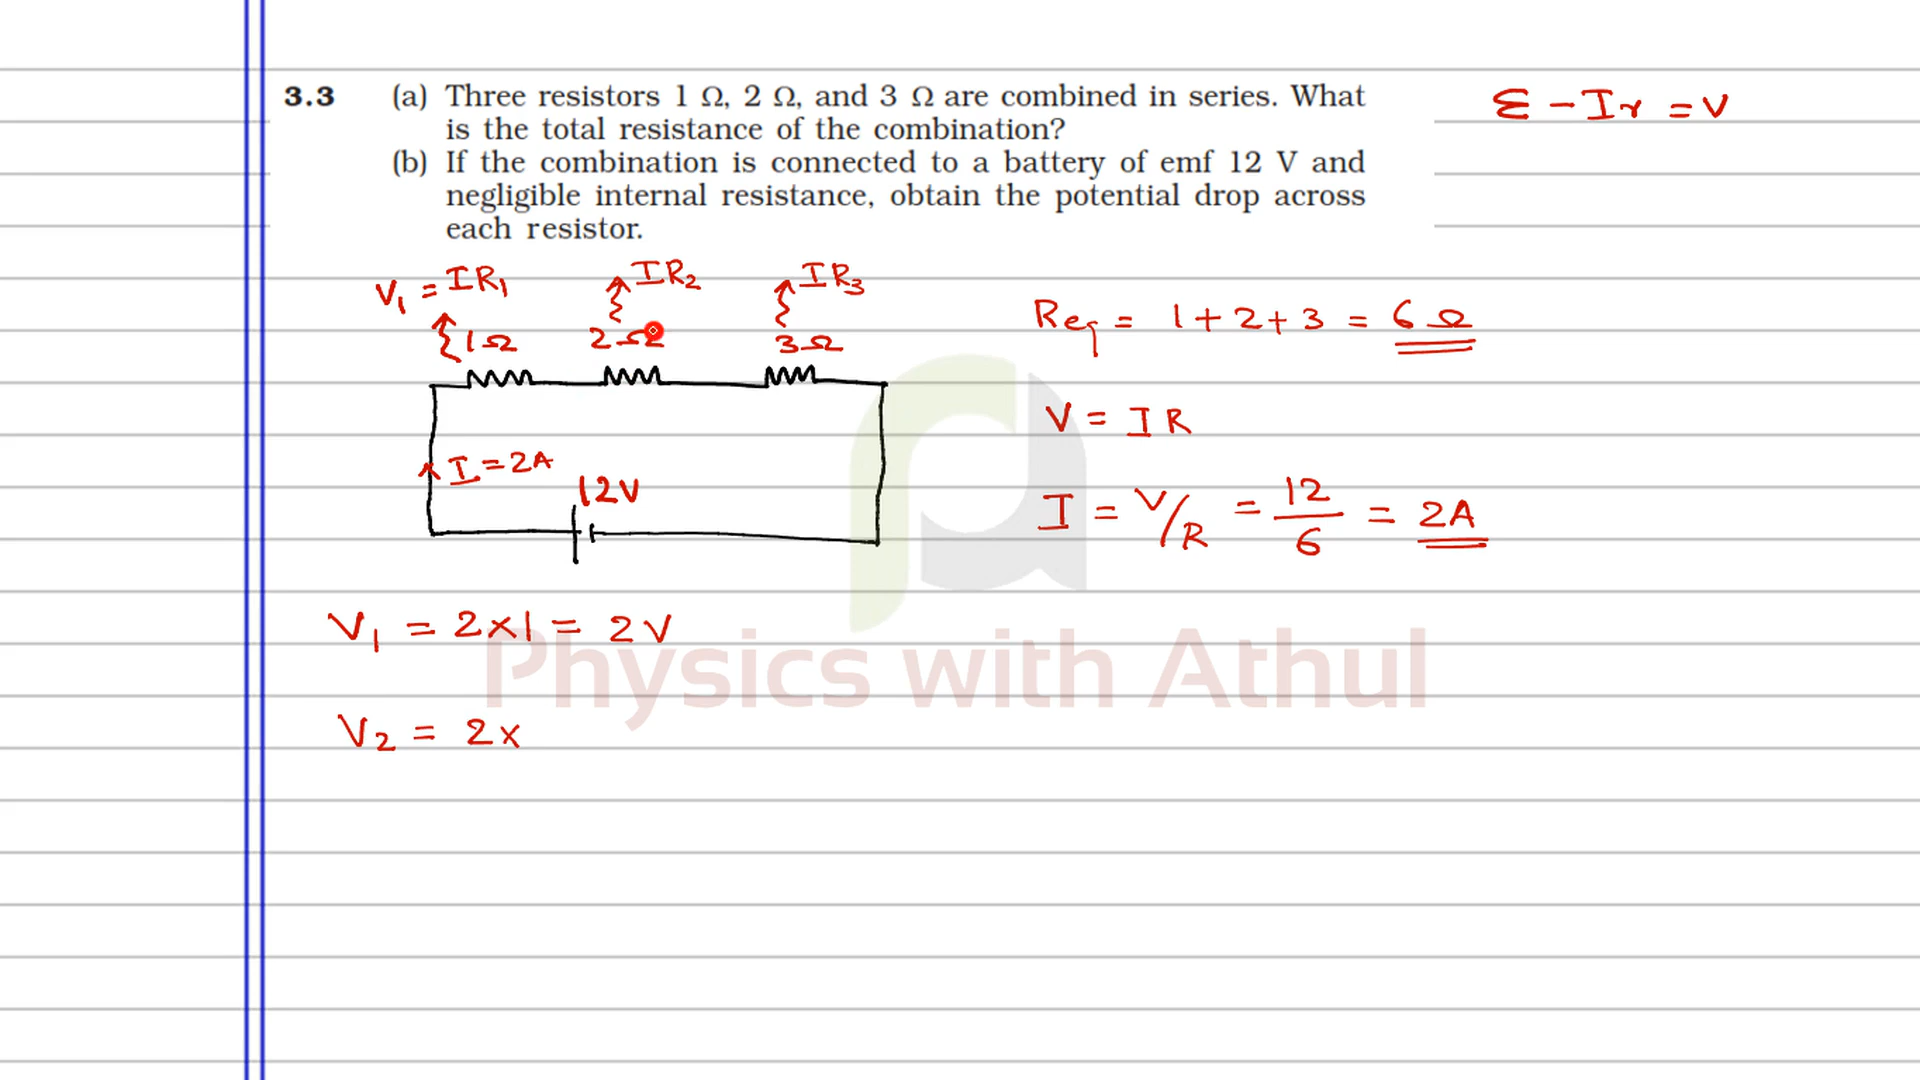 3.3 (a) Three resistors 1 Ω, 2 Ω, and 3 Ω are combined in series. What
is the total resistance of the combination?
(b) If the combination is connected to a battery of emf 12 V and
negligible internal resistance, obtain the potential drop across
each resistor.
ε - Ir = V
V₁ = IR₁
IR₂
IR₃
1Ω
2Ω
3Ω
I = 2A
12V
Req = 1+2+3 = 6 Ω
V = IR
I = V/R = 12/6 = 2A
V₁ = 2×1 = 2V
Physics with Athul
V₂ = 2×